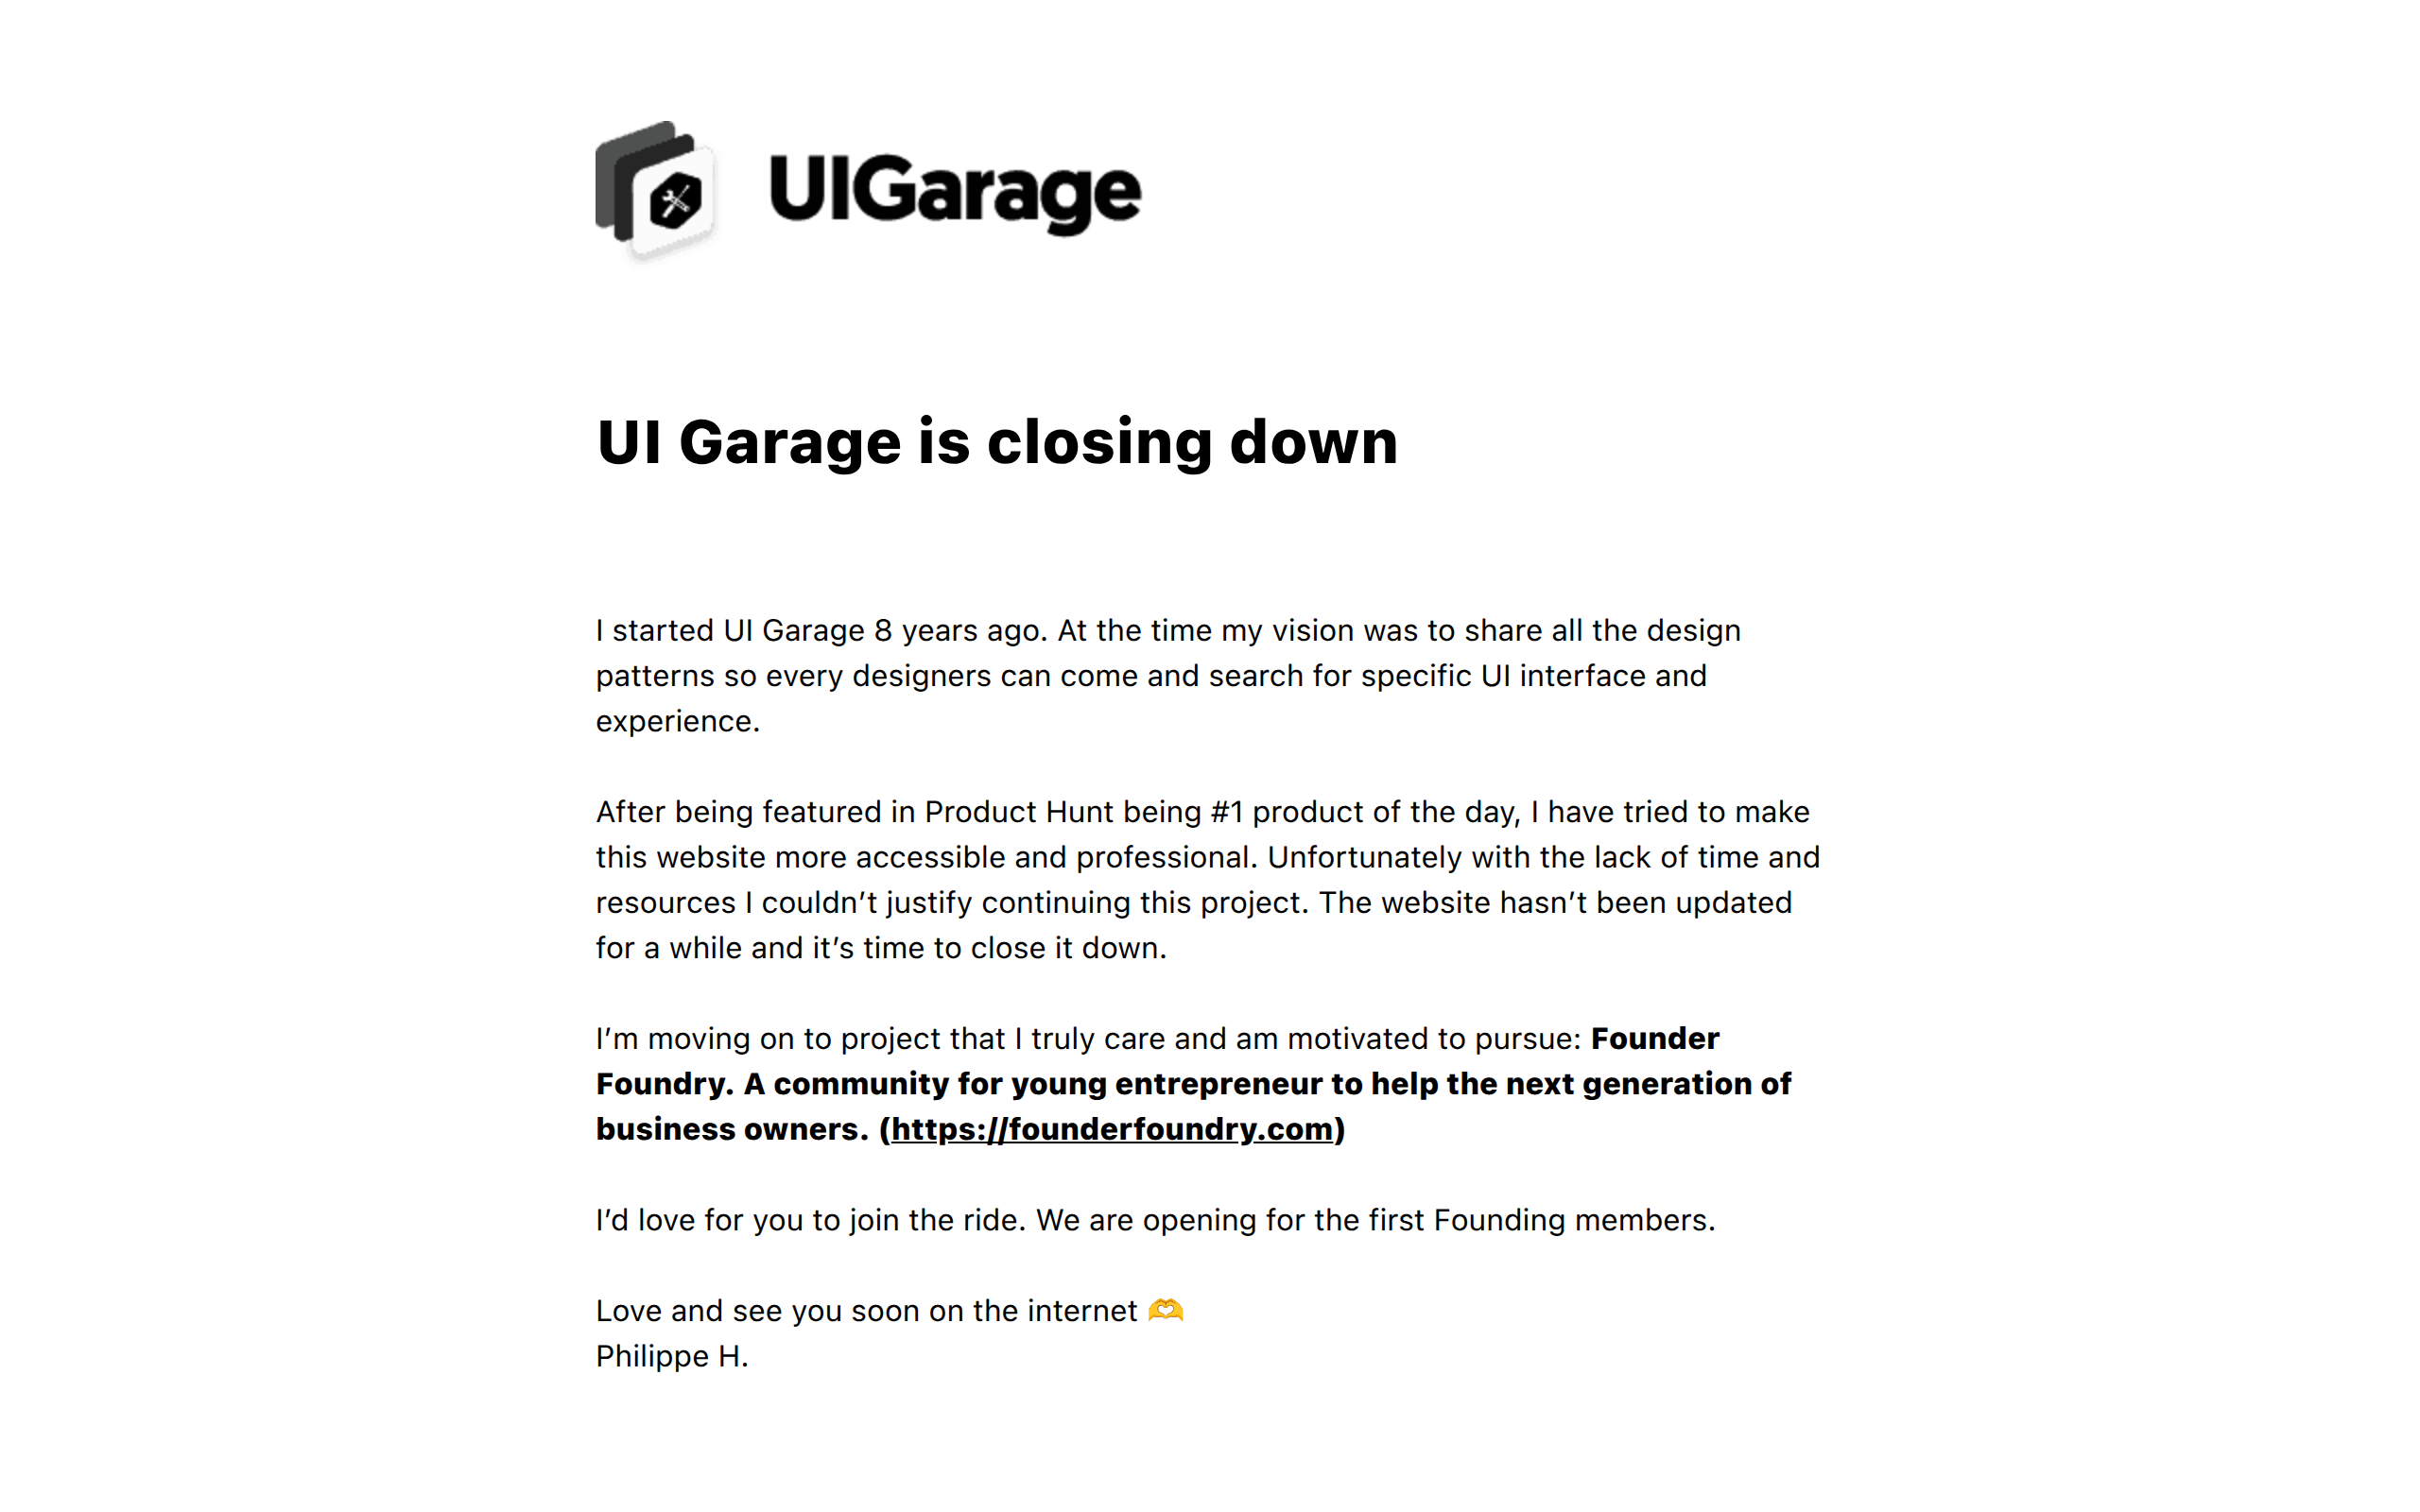 UIGarage
UI Garage is closing down
I started UI Garage 8 years ago. At the time my vision was to share all the design
patterns so every designers can come and search for specific UI interface and
experience.
After being featured in Product Hunt being #1 product of the day, I have tried to make
this website more accessible and professional. Unfortunately with the lack of time and
resources I couldn’t justify continuing this project. The website hasn’t been updated
for a while and it’s time to close it down.
I’m moving on to project that I truly care and am motivated to pursue: Founder
Foundry. A community for young entrepreneur to help the next generation of
business owners. (https://founderfoundry.com)
I’d love for you to join the ride. We are opening for the first Founding members.
Love and see you soon on the internet 🫶
Philippe H.